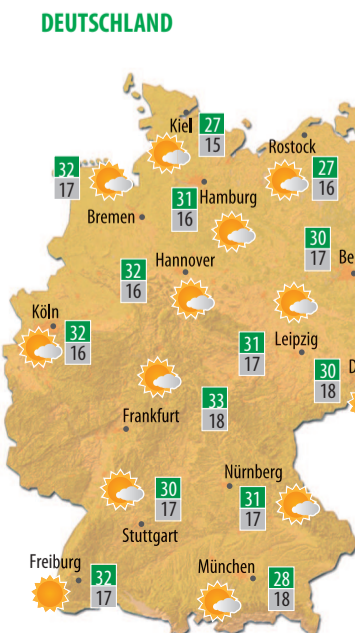 DEUTSCHLAND
Kiel
27
15
Rostock
27
16
32
17
Bremen
31
16
Hamburg
30
17
Be
Hannover
32
16
Köln
32
16
Leipzig
31
17
D
30
18
Frankfurt
33
18
Nürnberg
31
17
30
17
Stuttgart
Freiburg
32
17
München
28
18